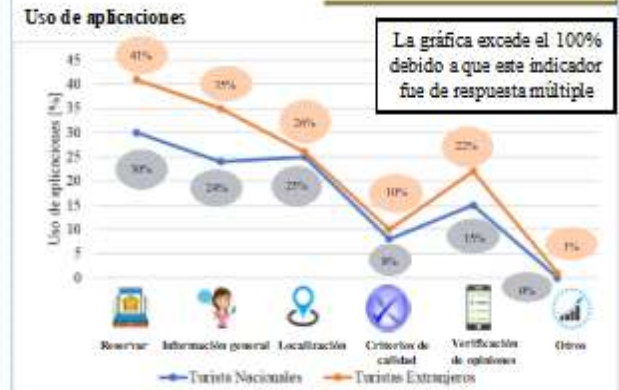 Uso de aplicaciones
La gráfica excede el 100%
debido a que este indicador
fue de respuesta múltiple
Uso de aplicaciones [%]
45
40
35
30
25
20
15
10
5
0
41%
35%
26%
10%
22%
1%
30%
24%
25%
8%
15%
0%
Reservar
Información general
Localización
Criterios de
calidad
Verificación
de opiniones
Otros
Turista Nacionales
Turistas Extranjeros